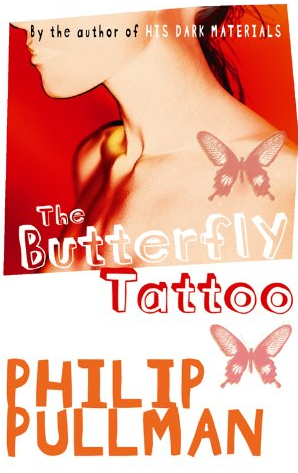 By the author of HIS DARK MATERIALS
The
Butterfly
Tattoo
PHILIP
PULLMAN